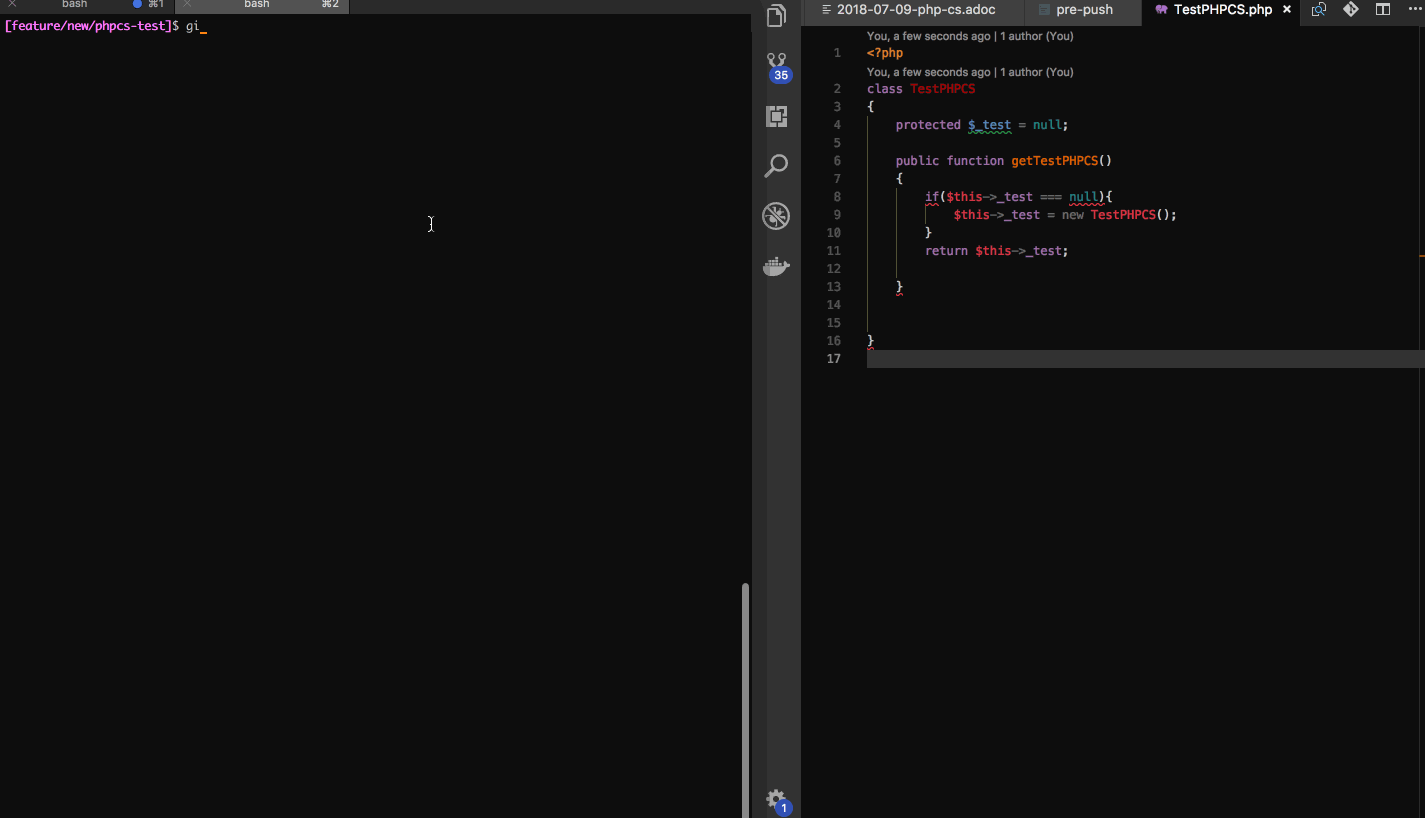 bash ⌘1 bash ⌘2
[feature/new/phpcs-test]$ gi_
35
1
2018-07-09-php-cs.adoc pre-push TestPHPCS.php ×
You, a few seconds ago | 1 author (You)
1 <?php
You, a few seconds ago | 1 author (You)
2 class TestPHPCS
3 {
4 protected $_test = null;
5
6 public function getTestPHPCS()
7 {
8 if($this->_test === null){
9 $this->_test = new TestPHPCS();
10 }
11 return $this->_test;
12
13 }
14
15
16 }
17